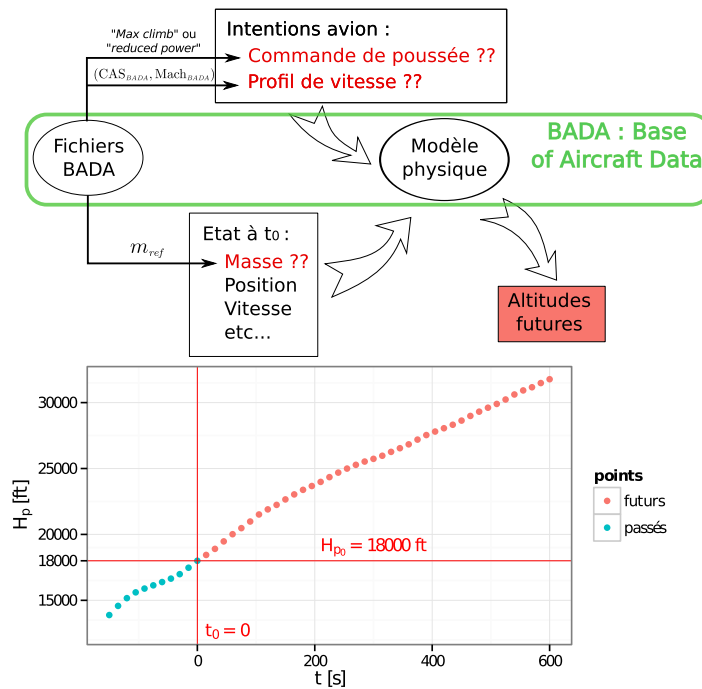 "Max climb" ou
"reduced power"
(CAS_BADA, Mach_BADA)
Intentions avion :
Commande de poussée ??
Profil de vitesse ??
Fichiers
BADA
Modèle
physique
BADA : Base
of Aircraft Data
m_ref
Etat à t0 :
Masse ??
Position
Vitesse
etc...
Altitudes
futures
30000
25000
20000
18000
15000
Hp [ft]
Hp0 = 18000 ft
t0 = 0
0
200
400
600
t [s]
points
futurs
passés